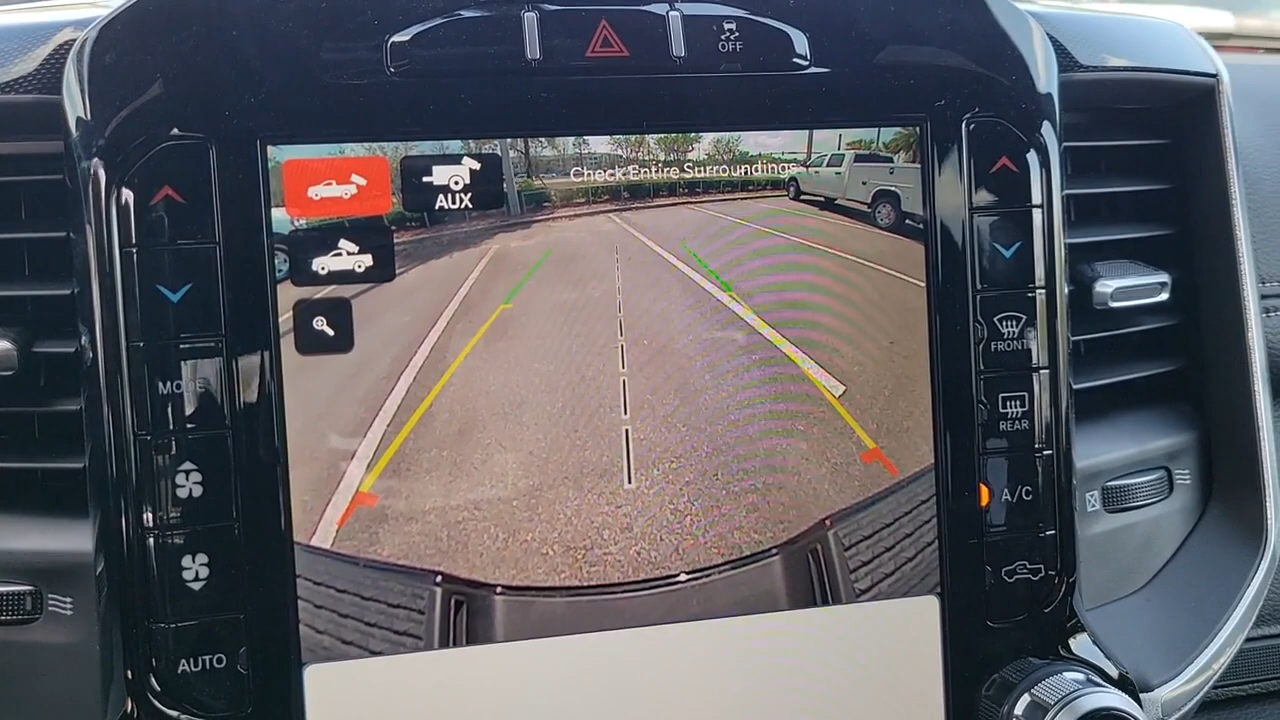 OFF
Check Entire Surroundings
AUX
MODE
FRONT
REAR
A/C
AUTO